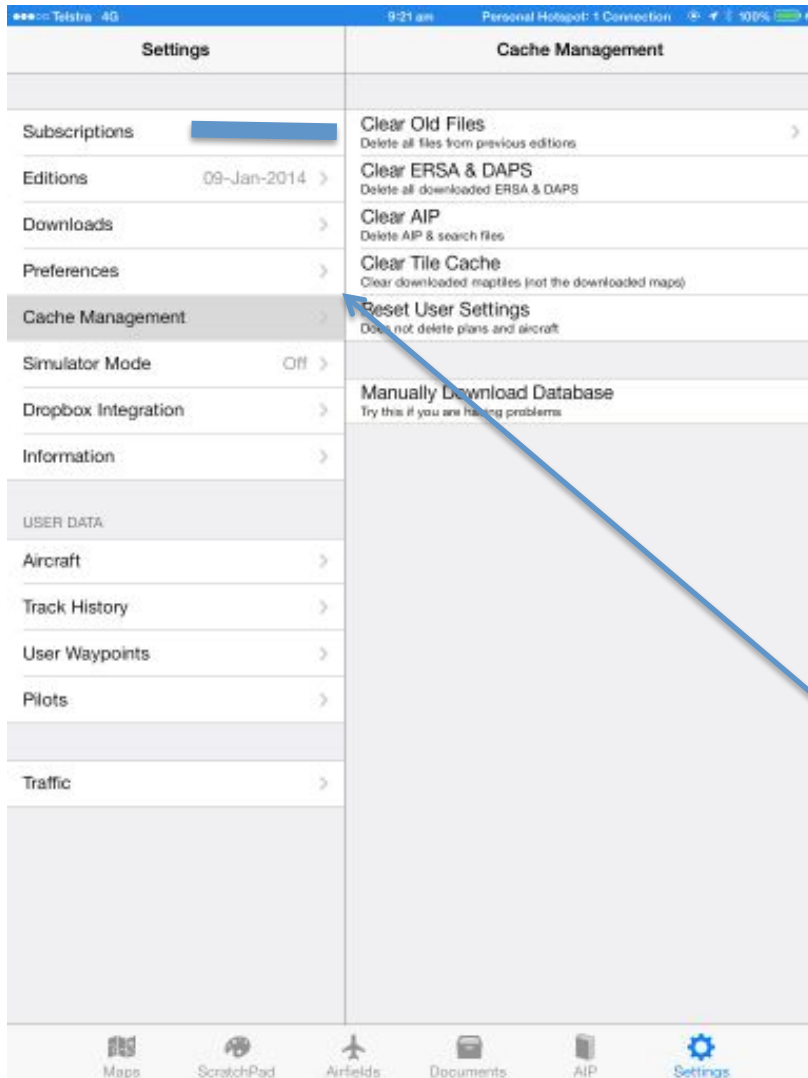 Telstra 4G 9:21 am Personal Hotspot: 1 Connection 100%
Settings
Subscriptions
Editions 09-Jan-2014
Downloads
Preferences
Cache Management
Simulator Mode Off
Dropbox Integration
Information
USER DATA
Aircraft
Track History
User Waypoints
Pilots
Traffic
Cache Management
Clear Old Files
Delete all files from previous editions
Clear ERSA & DAPS
Delete all downloaded ERSA & DAPS
Clear AIP
Delete AIP & search files
Clear Tile Cache
Clear downloaded maptiles (not the downloaded maps)
Reset User Settings
Does not delete plans and aircraft
Manually Download Database
Try this if you are having problems
Maps ScratchPad Airfields Documents AIP Settings